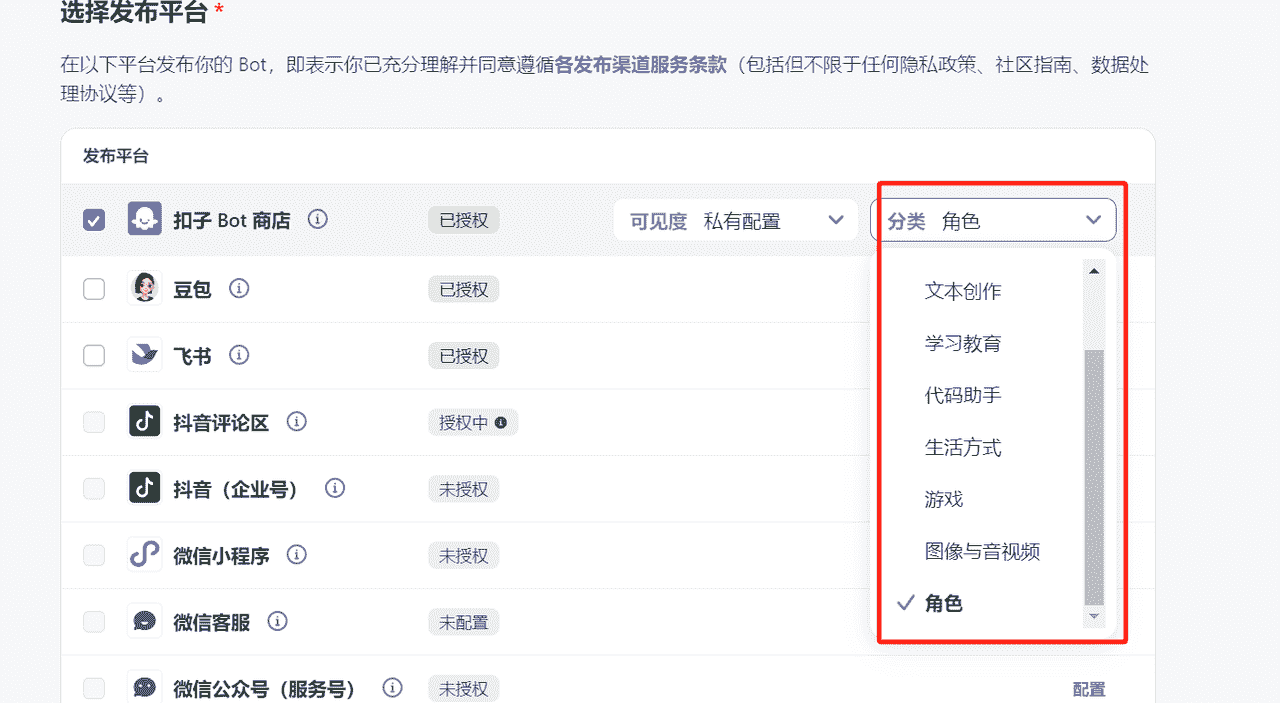 选择发布平台 *
在以下平台发布你的 Bot，即表示你已充分理解并同意遵循各发布渠道服务条款（包括但不限于任何隐私政策、社区指南、数据处
理协议等）。
发布平台
扣子 Bot 商店 已授权 可见度 私有配置 分类 角色
文本创作
豆包 已授权
学习教育
飞书 已授权
代码助手
抖音评论区 授权中
生活方式
抖音（企业号） 未授权
游戏
微信小程序 未授权
图像与音视频
角色
微信客服 未配置
微信公众号（服务号） 未授权 配置